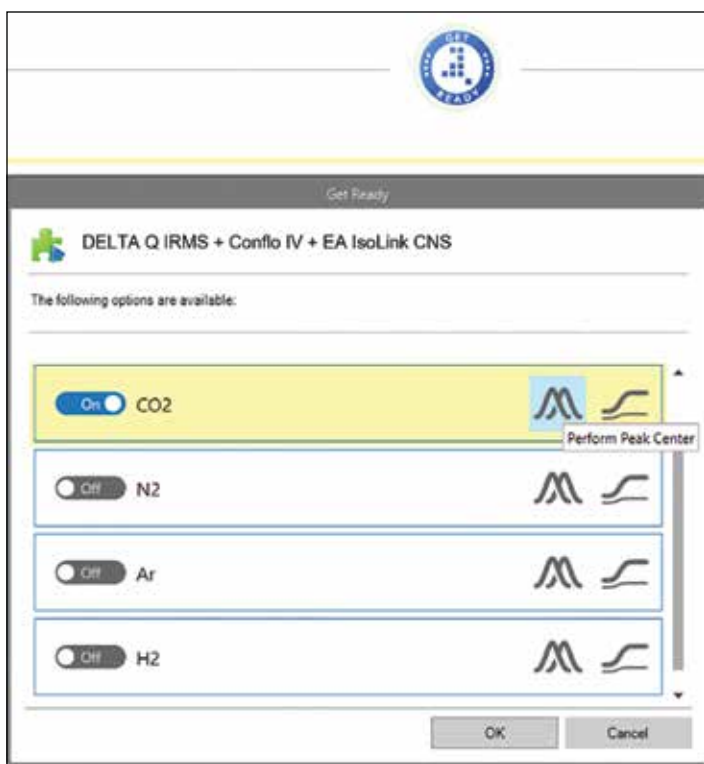 GET
READY
Get Ready
DELTA Q IRMS + Conflo IV + EA IsoLink CNS
The following options are available:
On CO2
Perform Peak Center
Off N2
Off Ar
Off H2
OK Cancel